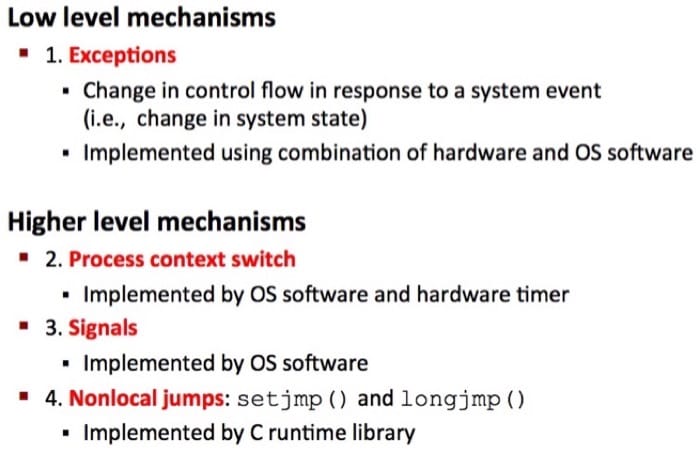 Low level mechanisms
▪ 1. Exceptions
▪ Change in control flow in response to a system event
(i.e., change in system state)
▪ Implemented using combination of hardware and OS software
Higher level mechanisms
▪ 2. Process context switch
▪ Implemented by OS software and hardware timer
▪ 3. Signals
▪ Implemented by OS software
▪ 4. Nonlocal jumps: setjmp() and longjmp()
▪ Implemented by C runtime library